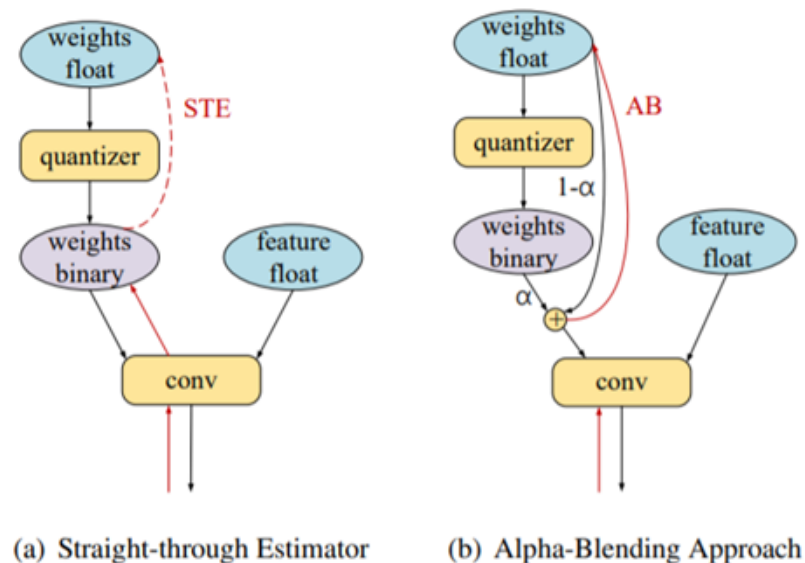 weights
float
STE
quantizer
weights
binary
feature
float
conv
(a) Straight-through Estimator
weights
float
AB
quantizer
1-α
weights
binary
feature
float
α
+
conv
(b) Alpha-Blending Approach